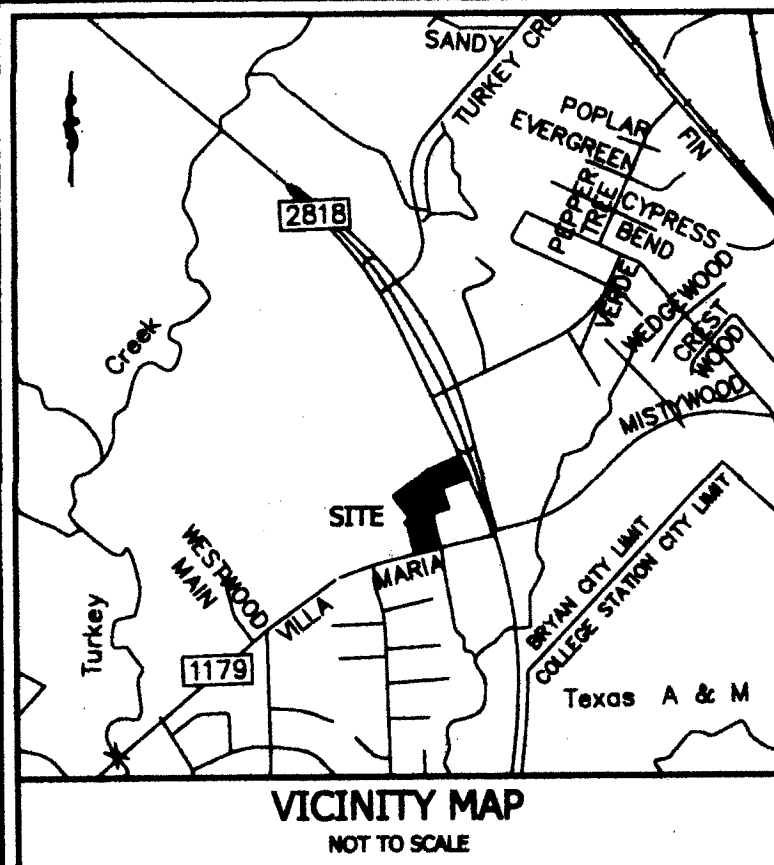 SANDY
TURKEY CRE
POPLAR
FIN
EVERGREEN
PEPPER
TREE
CYPRESS
BEND
2818
VERDE
WEDGEWOOD
CREST
WOOD
Creek
MISTYWOOD
SITE
WESTWOOD
MAIN
VILLA
MARIA
BRYAN CITY LIMIT
COLLEGE STATION CITY LIMIT
Turkey
1179
Texas A & M
VICINITY MAP
NOT TO SCALE